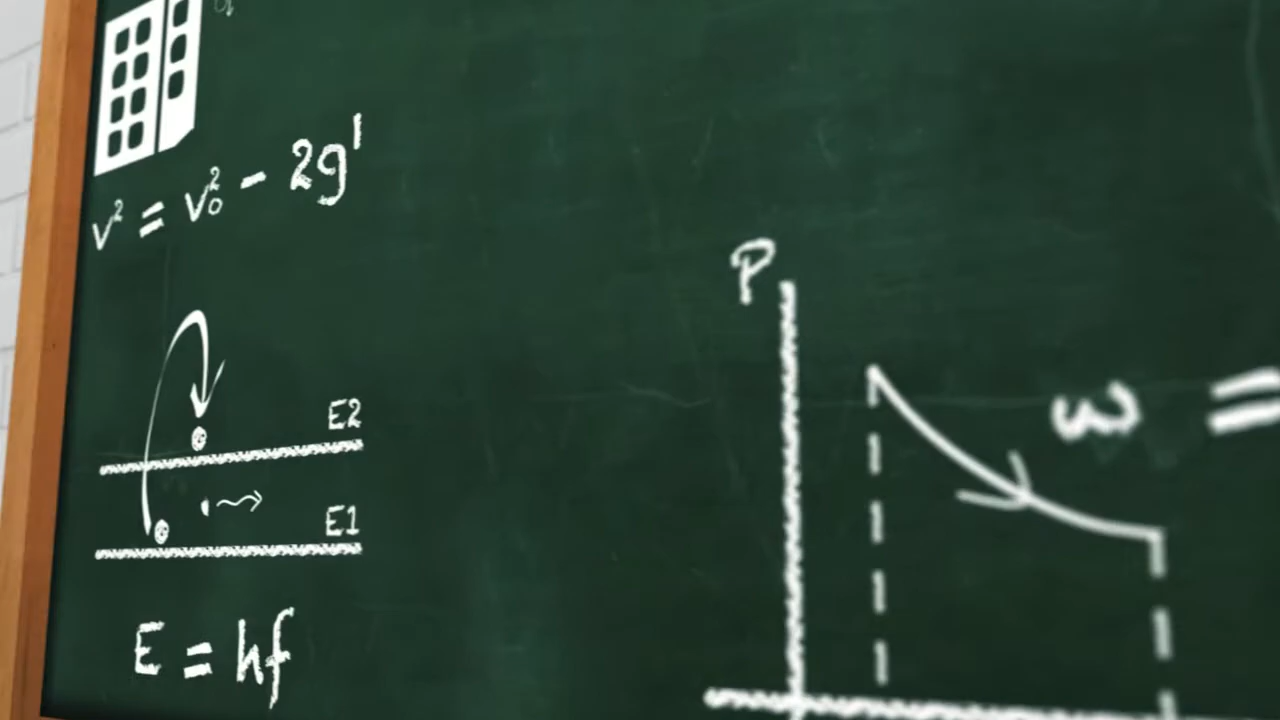 v² = v₀² - 2g
P
w =
E2
E1
E = hf